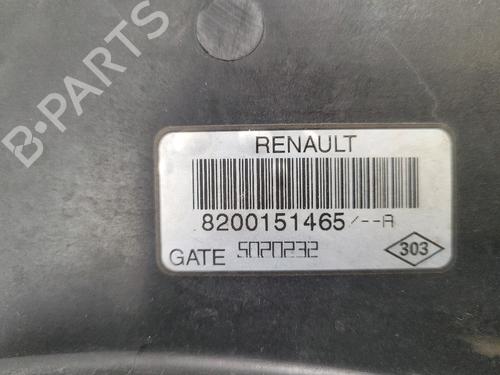 B-PARTS
RENAULT
8200151465/--A
GATE 5020232
303